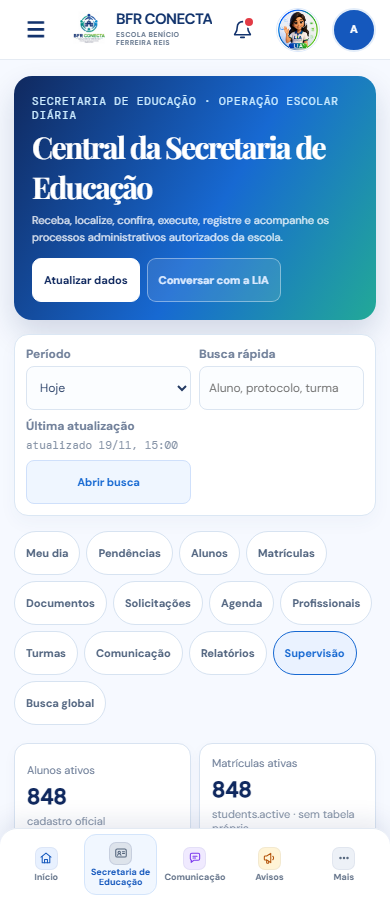 BFR CONECTA
ESCOLA BENÍCIO
FERREIRA REIS
BFR CONECTA
LIA
A
SECRETARIA DE EDUCAÇÃO · OPERAÇÃO ESCOLAR
DIÁRIA
Central da Secretaria de
Educação
Receba, localize, confira, execute, registre e acompanhe os
processos administrativos autorizados da escola.
Atualizar dados
Conversar com a LIA
Período
Busca rápida
Hoje
Aluno, protocolo, turma
Última atualização
atualizado 19/11, 15:00
Abrir busca
Meu dia
Pendências
Alunos
Matrículas
Documentos
Solicitações
Agenda
Profissionais
Turmas
Comunicação
Relatórios
Supervisão
Busca global
Alunos ativos
848
cadastro oficial
Matrículas ativas
848
students.active · sem tabela
própria
Início
Secretaria de
Educação
Comunicação
Avisos
Mais